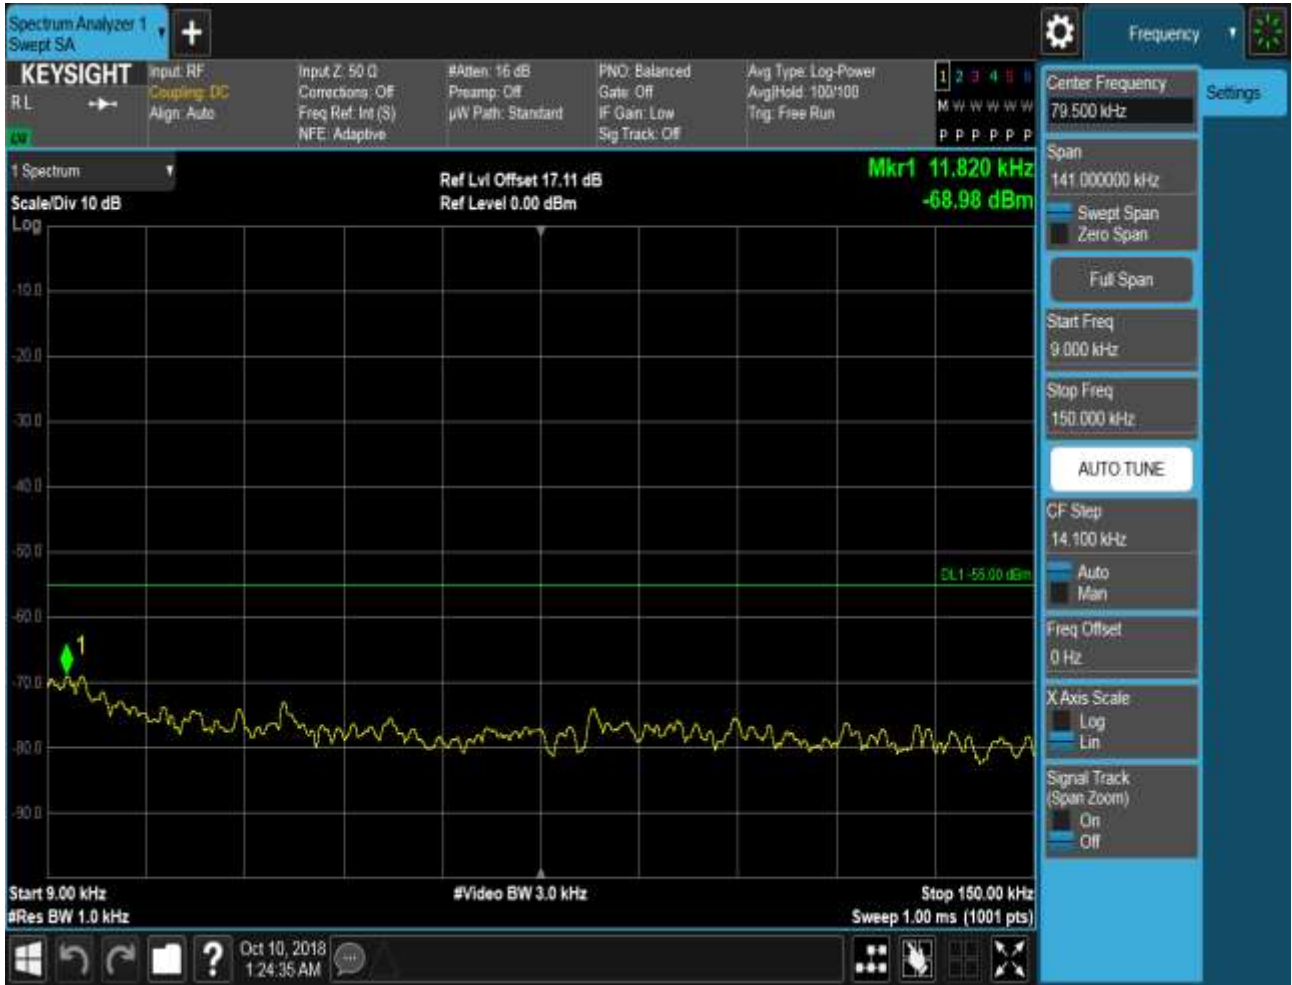 Spectrum Analyzer 1
Swept SA
+
Frequency
KEYSIGHT
RL
Input: RF
Coupling: DC
Align: Auto
Input Z: 50 Ω
Corrections: Off
Freq Ref: Int (S)
NFE: Adaptive
#Atten: 16 dB
Preamp: Off
µW Path: Standard
PNO: Balanced
Gate: Off
IF Gain: Low
Sig Track: Off
Avg Type: Log-Power
Avg|Hold: 100/100
Trig: Free Run
1 2 3 4 5 6
M W W W W W
P P P P P P
1 Spectrum
Scale/Div 10 dB
Log
Ref Lvl Offset 17.11 dB
Ref Level 0.00 dBm
Mkr1 11.820 kHz
-68.98 dBm
-10.0
-20.0
-30.0
-40.0
-50.0
-60.0
-70.0
-80.0
-90.0
DL1 -55.00 dBm
1
Start 9.00 kHz
#Res BW 1.0 kHz
#Video BW 3.0 kHz
Stop 150.00 kHz
Sweep 1.00 ms (1001 pts)
Center Frequency
79.500 kHz
Settings
Span
141.000000 kHz
Swept Span
Zero Span
Full Span
Start Freq
9.000 kHz
Stop Freq
150.000 kHz
AUTO TUNE
CF Step
14.100 kHz
Auto
Man
Freq Offset
0 Hz
X Axis Scale
Log
Lin
Signal Track
(Span Zoom)
On
Off
?
Oct 10, 2018
1:24:35 AM